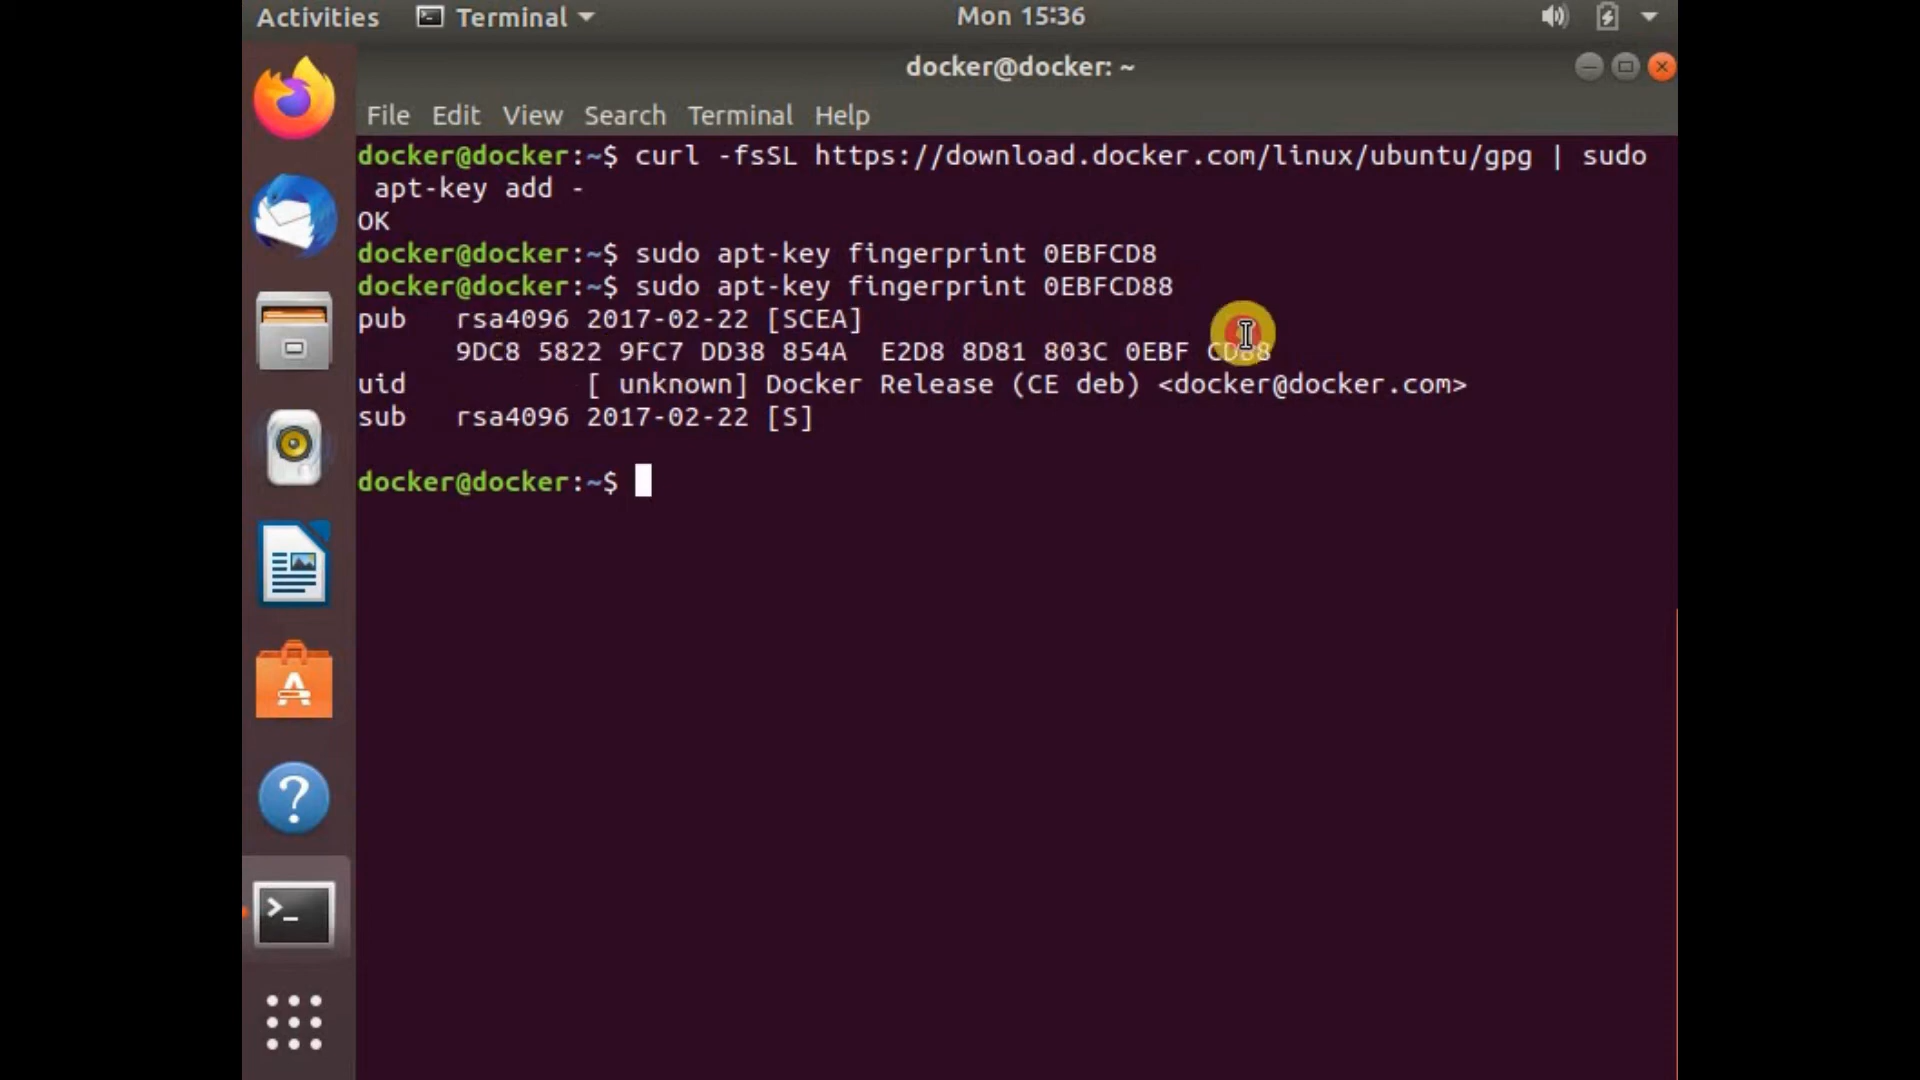 Activities Terminal Mon 15:36
docker@docker: ~
File Edit View Search Terminal Help
docker@docker:~$ curl -fsSL https://download.docker.com/linux/ubuntu/gpg | sudo
apt-key add -
OK
docker@docker:~$ sudo apt-key fingerprint 0EBFCD8
docker@docker:~$ sudo apt-key fingerprint 0EBFCD88
pub   rsa4096 2017-02-22 [SCEA]
      9DC8 5822 9FC7 DD38 854A  E2D8 8D81 803C 0EBF CD88
uid           [ unknown] Docker Release (CE deb) <docker@docker.com>
sub   rsa4096 2017-02-22 [S]
docker@docker:~$